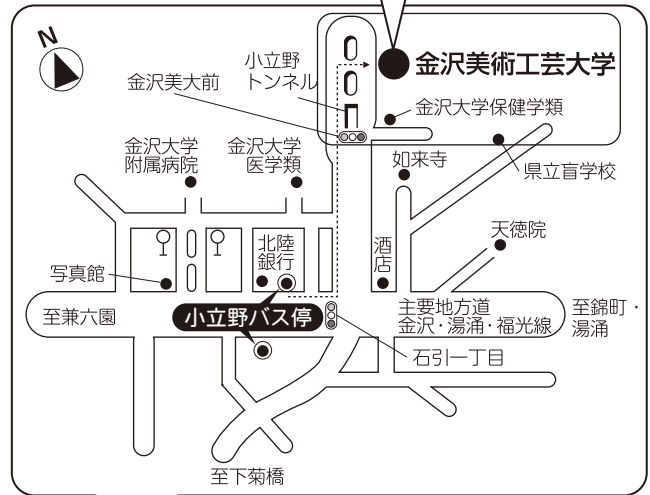 N
小立野
トンネル
金沢美術工芸大学
金沢美大前
金沢大学保健学類
金沢大学
附属病院
金沢大学
医学類
如来寺
県立盲学校
天徳院
北陸
銀行
酒店
写真館
至兼六園
小立野バス停
主要地方道
金沢・湯涌・福光線
至錦町・
湯涌
石引一丁目
至下菊橋